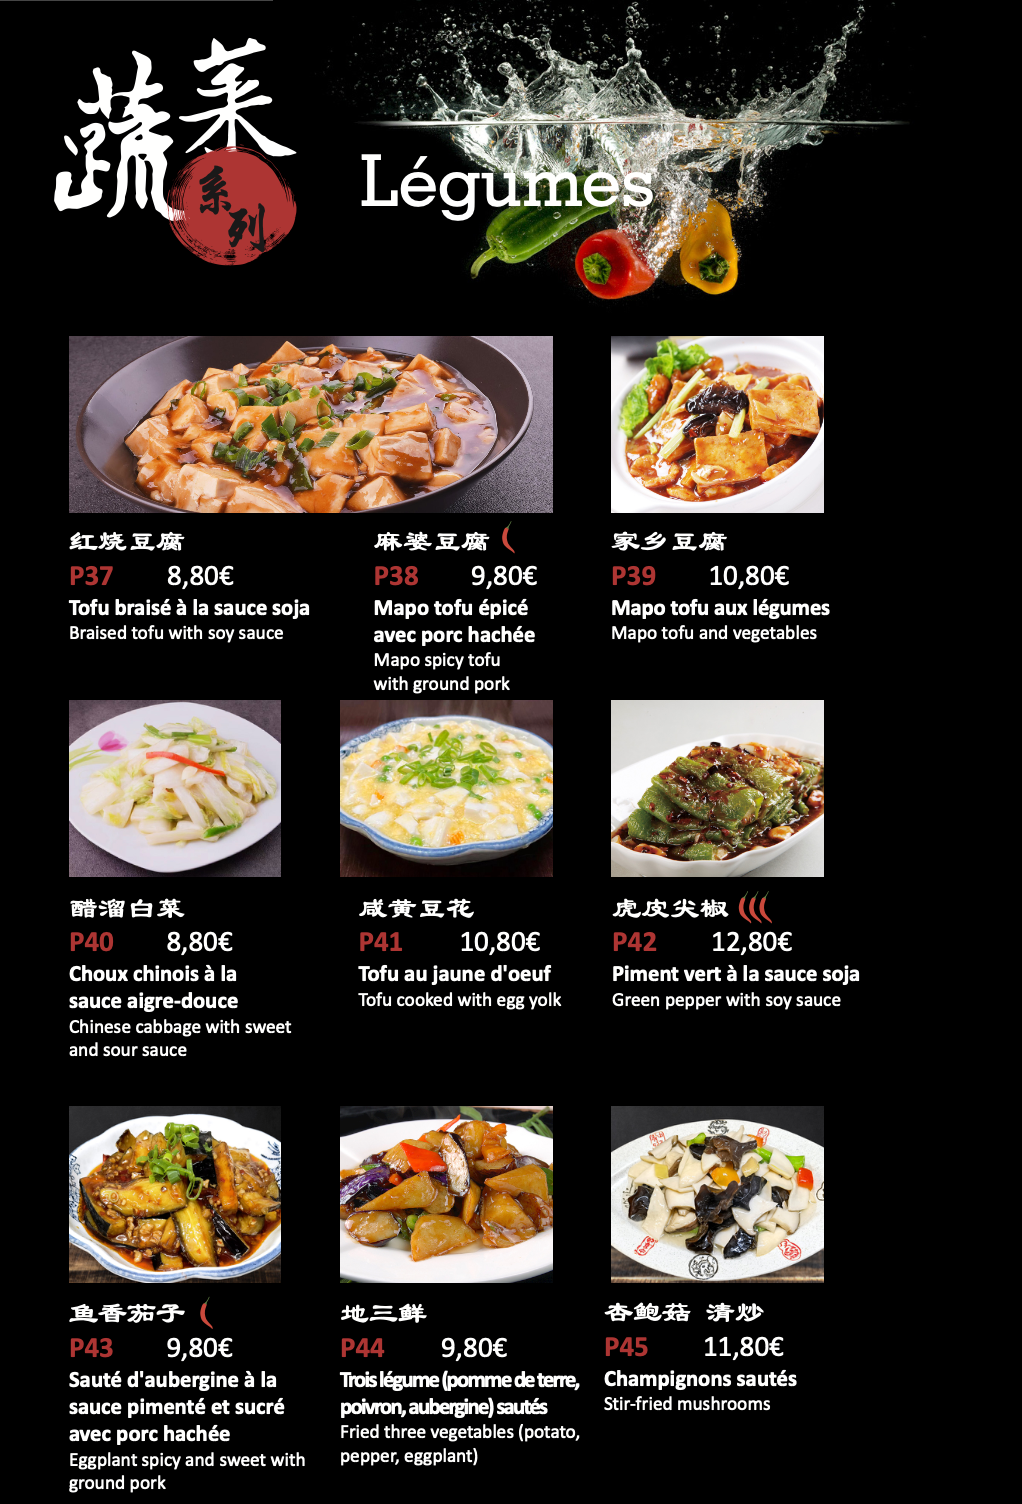 蔬菜
系列
Légumes
红烧豆腐
P37 8,80€
Tofu braisé à la sauce soja
Braised tofu with soy sauce
麻婆豆腐
P38 9,80€
Mapo tofu épicé
avec porc hachée
Mapo spicy tofu
with ground pork
家乡豆腐
P39 10,80€
Mapo tofu aux légumes
Mapo tofu and vegetables
醋溜白菜
P40 8,80€
Choux chinois à la
sauce aigre-douce
Chinese cabbage with sweet
and sour sauce
咸黄豆花
P41 10,80€
Tofu au jaune d'oeuf
Tofu cooked with egg yolk
虎皮尖椒
P42 12,80€
Piment vert à la sauce soja
Green pepper with soy sauce
鱼香茄子
P43 9,80€
Sauté d'aubergine à la
sauce pimenté et sucré
avec porc hachée
Eggplant spicy and sweet with
ground pork
地三鲜
P44 9,80€
Trois légume (pomme de terre,
poivron, aubergine) sautés
Fried three vegetables (potato,
pepper, eggplant)
杏鲍菇 清炒
P45 11,80€
Champignons sautés
Stir-fried mushrooms